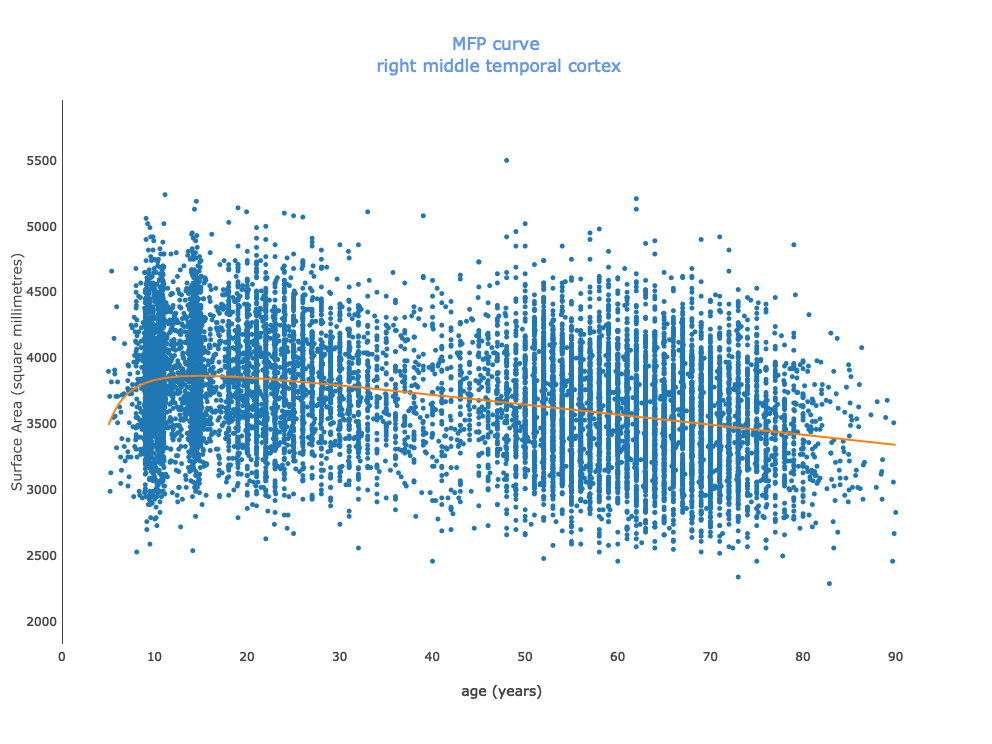 MFP curve
right middle temporal cortex
Surface Area (square millimetres)
5500
5000
4500
4000
3500
3000
2500
2000
0 10 20 30 40 50 60 70 80 90
age (years)